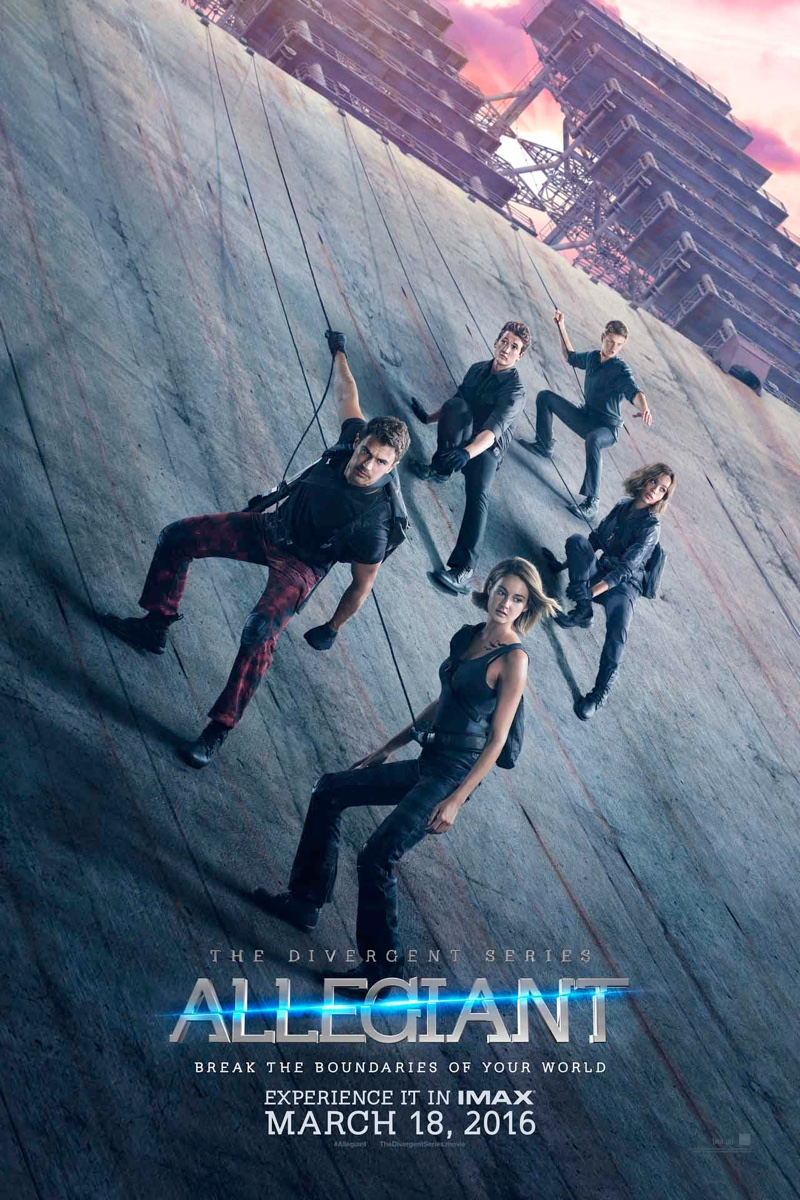 THE DIVERGENT SERIES
ALLEGIANT
BREAK THE BOUNDARIES OF YOUR WORLD
EXPERIENCE IT IN IMAX
MARCH 18, 2016
#Allegiant TheDivergentSeries.movie